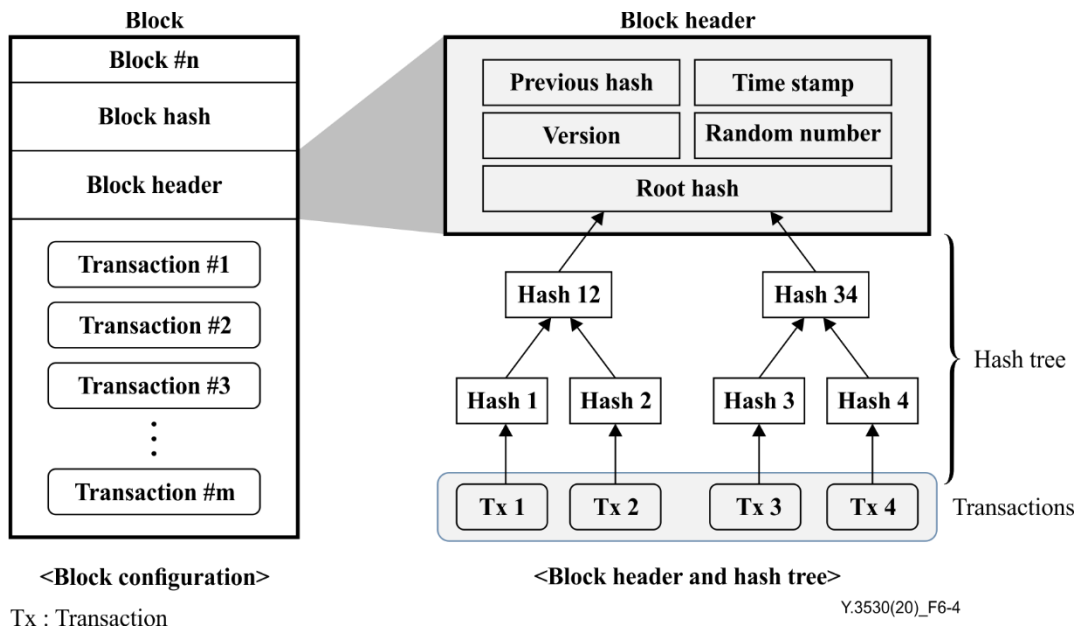 Block
Block #n
Block hash
Block header
Transaction #1
Transaction #2
Transaction #3
Transaction #m
<Block configuration>
Tx : Transaction
Block header
Previous hash
Time stamp
Version
Random number
Root hash
Hash 12
Hash 34
Hash 1
Hash 2
Hash 3
Hash 4
Hash tree
Tx 1
Tx 2
Tx 3
Tx 4
Transactions
<Block header and hash tree>
Y.3530(20)_F6-4